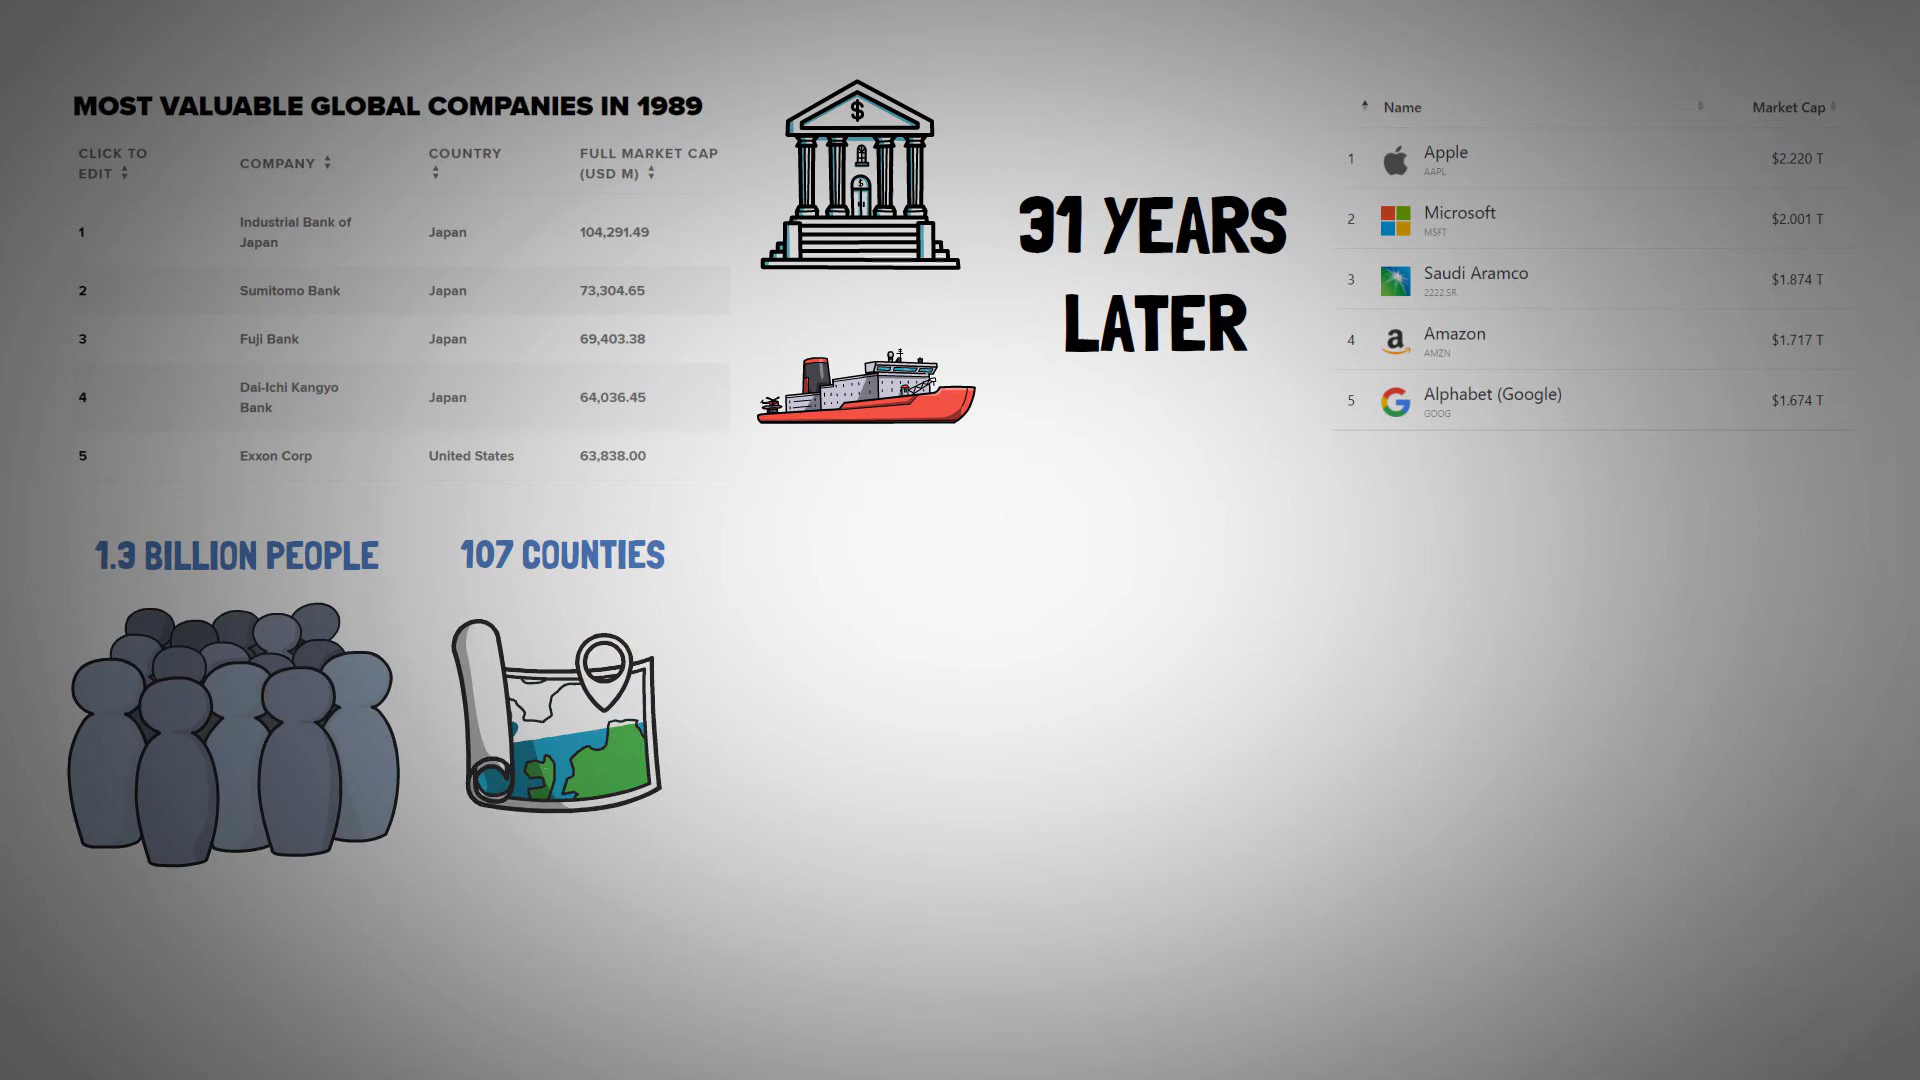 MOST VALUABLE GLOBAL COMPANIES IN 1989
CLICK TO EDIT COMPANY COUNTRY FULL MARKET CAP (USD M)
1 Industrial Bank of Japan Japan 104,291.49
2 Sumitomo Bank Japan 73,304.65
3 Fuji Bank Japan 69,403.38
4 Dai-Ichi Kangyo Bank Japan 64,036.45
5 Exxon Corp United States 63,838.00
$
$
31 YEARS
LATER
Name Market Cap
1 Apple $2.220 T
AAPL
2 Microsoft $2.001 T
MSFT
3 Saudi Aramco $1.874 T
2222.SR
4 a Amazon $1.717 T
AMZN
5 G Alphabet (Google) $1.674 T
GOOG
1.3 BILLION PEOPLE
107 COUNTIES